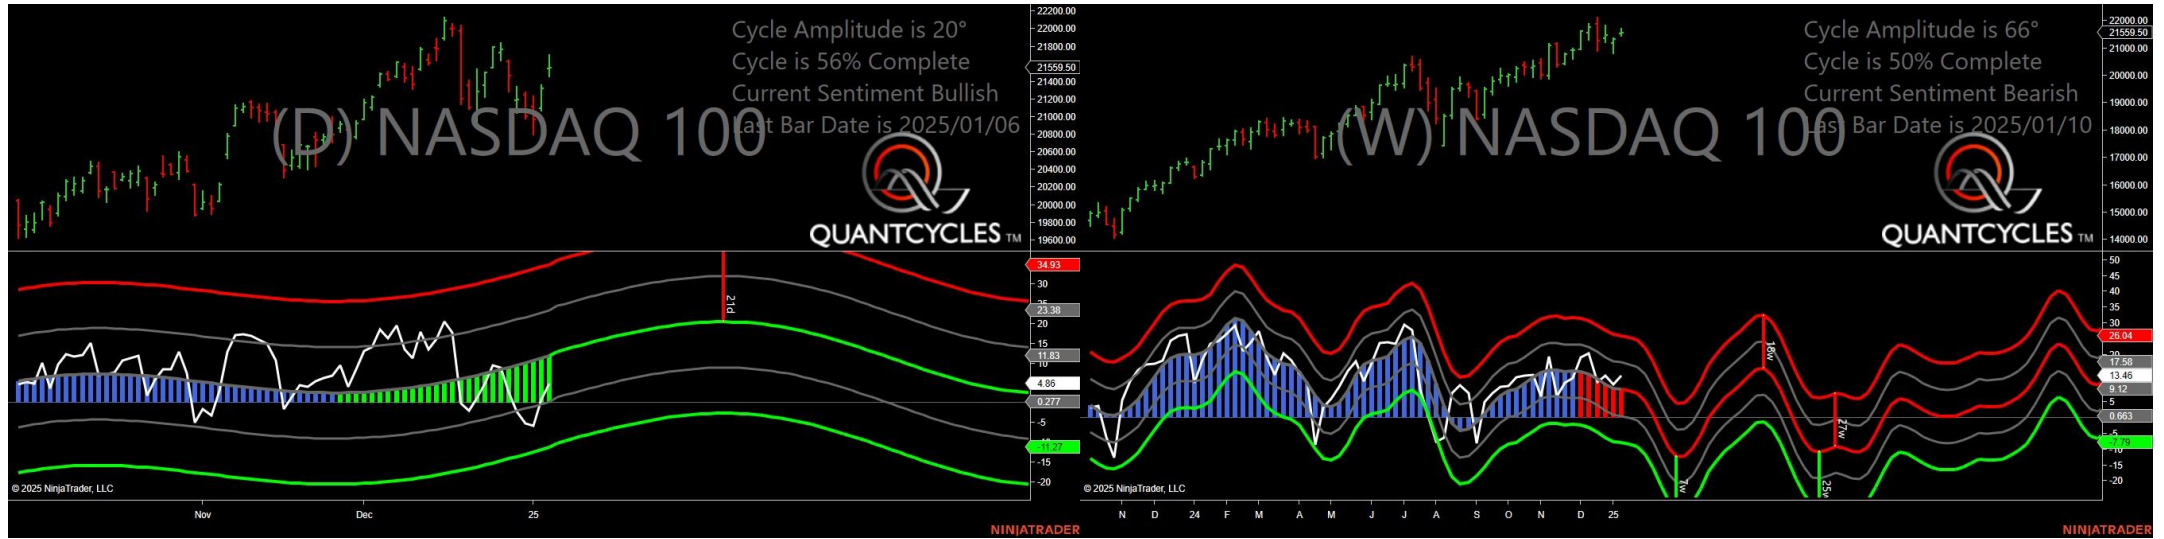 Cycle Amplitude is 20°
Cycle is 56% Complete
Current Sentiment Bullish
Last Bar Date is 2025/01/06
(D) NASDAQ 100
QUANTCYCLES TM
22200.00
22000.00
21800.00
21559.50
21400.00
21200.00
21000.00
20800.00
20600.00
20400.00
20200.00
20000.00
19800.00
19600.00
21d
34.93
30
25
23.38
20
15
11.83
10
4.86
0.277
-5
-11.27
-15
-20
© 2025 NinjaTrader, LLC
Nov
Dec
25
NINJATRADER
Cycle Amplitude is 66°
Cycle is 50% Complete
Current Sentiment Bearish
Last Bar Date is 2025/01/10
(W) NASDAQ 100
QUANTCYCLES TM
22000.00
21559.50
21000.00
20000.00
19000.00
18000.00
17000.00
16000.00
15000.00
14000.00
7w
18w
25w
27w
50
45
40
35
30
26.04
20
17.58
13.46
9.12
5
0.663
-5
-7.79
-10
-15
-20
© 2025 NinjaTrader, LLC
N D 24 F M A M J J A S O N D 25
NINJATRADER